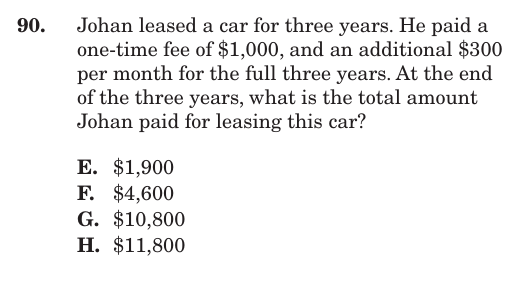 90. Johan leased a car for three years. He paid a
one-time fee of $1,000, and an additional $300
per month for the full three years. At the end
of the three years, what is the total amount
Johan paid for leasing this car?
E. $1,900
F. $4,600
G. $10,800
H. $11,800